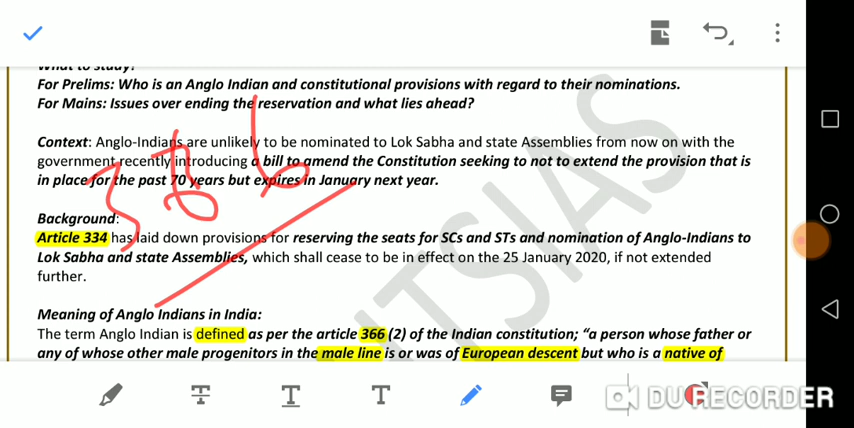 What to study?
For Prelims: Who is an Anglo Indian and constitutional provisions with regard to their nominations.
For Mains: Issues over ending the reservation and what lies ahead?
Context: Anglo-Indians are unlikely to be nominated to Lok Sabha and state Assemblies from now on with the
government recently introducing a bill to amend the Constitution seeking to not to extend the provision that is
in place for the past 70 years but expires in January next year.
386
Background:
Article 334 has laid down provisions for reserving the seats for SCs and STs and nomination of Anglo-Indians to
Lok Sabha and state Assemblies, which shall cease to be in effect on the 25 January 2020, if not extended
further.
Meaning of Anglo Indians in India:
The term Anglo Indian is defined as per the article 366 (2) of the Indian constitution; “a person whose father or
any of whose other male progenitors in the male line is or was of European descent but who is a native of
ITSIAS
T T T
DU RECORDER